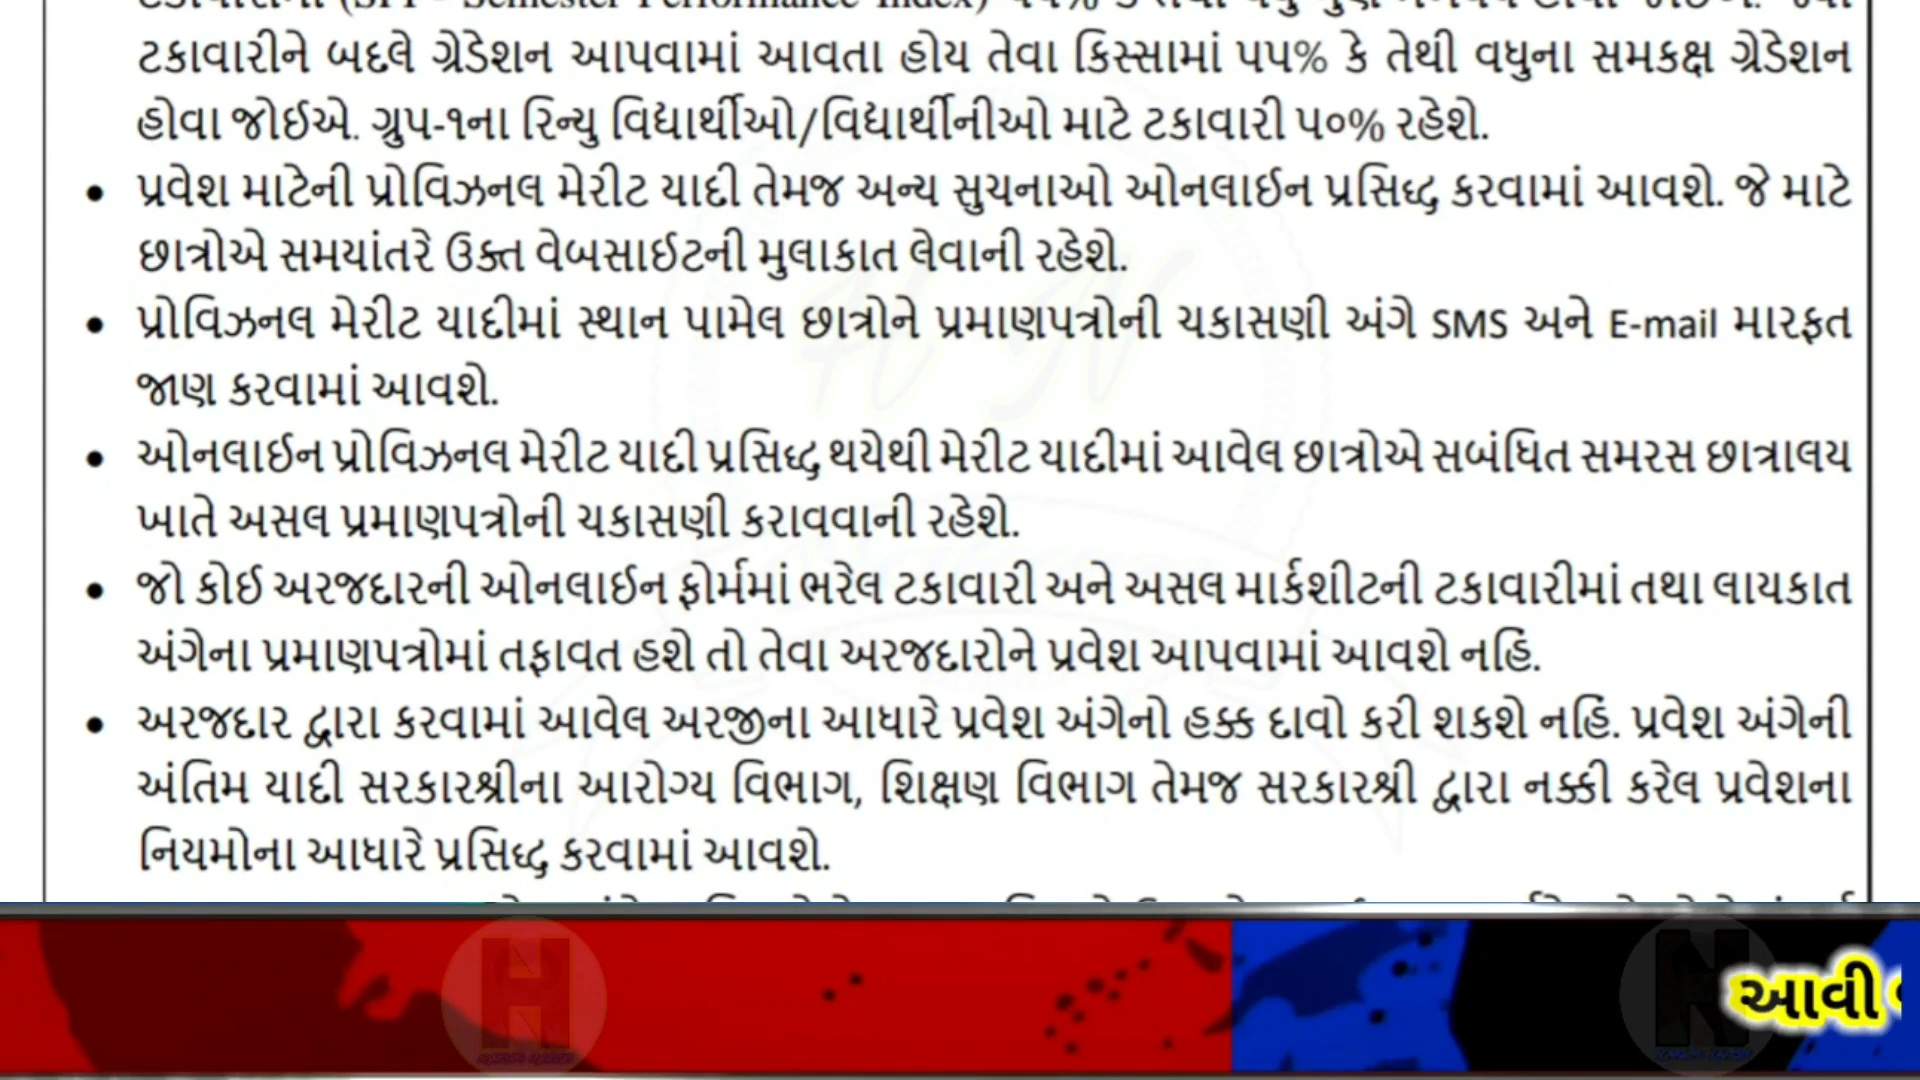 (SPI - Semester Performance Index)
ટકાવારીને બદલે ગ્રેડેશન આપવામાં આવતા હોય તેવા કિસ્સામાં ૫૫% કે તેથી વધુના સમકક્ષ ગ્રેડેશન
હોવા જોઈએ. ગ્રુપ-૧ના રિન્યુ વિદ્યાર્થીઓ/વિદ્યાર્થીનીઓ માટે ટકાવારી ૫૦% રહેશે.
• પ્રવેશ માટેની પ્રોવિઝનલ મેરીટ યાદી તેમજ અન્ય સુચનાઓ ઓનલાઈન પ્રસિધ્દ્ર કરવામાં આવશે. જે માટે
છાત્રોએ સમયાંતરે ઉક્ત વેબસાઈટની મુલાકાત લેવાની રહેશે.
• પ્રોવિઝનલ મેરીટ યાદીમાં સ્થાન પામેલ છાત્રોને પ્રમાણપત્રોની ચકાસણી અંગે SMS અને E-mail મારફત
જાણ કરવામાં આવશે.
• ઓનલાઈન પ્રોવિઝનલ મેરીટ યાદી પ્રસિધ્દ્ર થયેથી મેરીટ યાદીમાં આવેલ છાત્રોએ સબંધિત સમરસ છાત્રાલય
ખાતે અસલ પ્રમાણપત્રોની ચકાસણી કરાવવાની રહેશે.
• જો કોઈ અરજદારની ઓનલાઈન ફોર્મમાં ભરેલ ટકાવારી અને અસલ માર્કશીટની ટકાવારીમાં તથા લાયકાત
અંગેના પ્રમાણપત્રોમાં તફાવત હશે તો તેવા અરજદારોને પ્રવેશ આપવામાં આવશે નહિં.
• અરજદાર દ્વારા કરવામાં આવેલ અરજીના આધારે પ્રવેશ અંગેનો હક્ક દાવો કરી શકશે નહિં. પ્રવેશ અંગેની
અંતિમ યાદી સરકારશ્રીના આરોગ્ય વિભાગ, શિક્ષણ વિભાગ તેમજ સરકારશ્રી દ્વારા નક્કી કરેલ પ્રવેશના
નિયમોના આધારે પ્રસિધ્દ્ર કરવામાં આવશે.
આવી